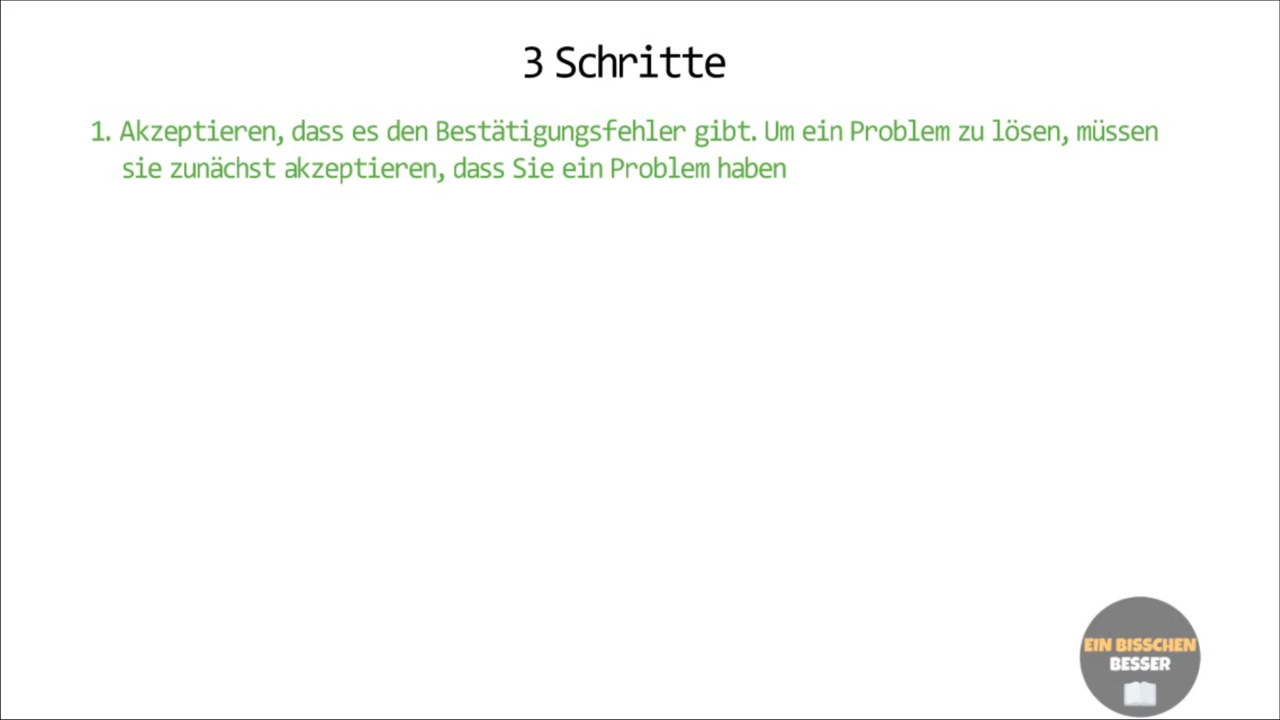 3 Schritte
1. Akzeptieren, dass es den Bestätigungsfehler gibt. Um ein Problem zu lösen, müssen
sie zunächst akzeptieren, dass Sie ein Problem haben
EIN BISSCHEN
BESSER